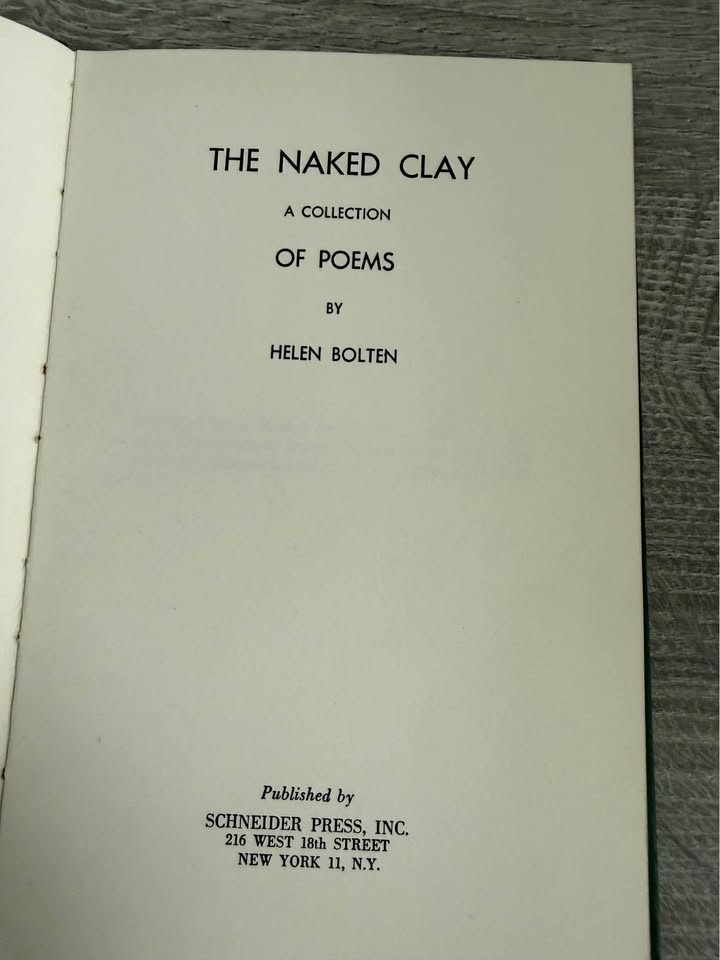 THE NAKED CLAY
A COLLECTION
OF POEMS
BY
HELEN BOLTEN
Published by
SCHNEIDER PRESS, INC.
216 WEST 18th STREET
NEW YORK 11, N.Y.